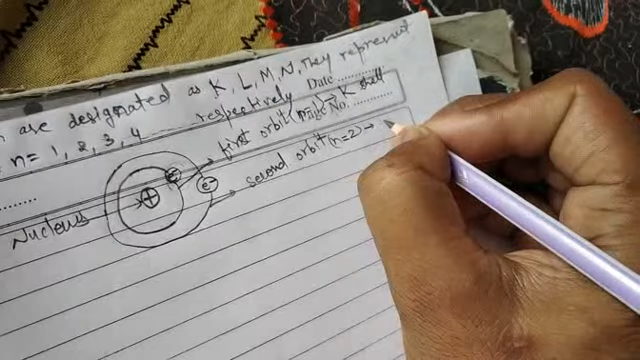 are designated as K, L, M, N, They represent
n = 1, 2, 3, 4 respectively
Date
Page No.
first orbit (n=1) → K shell
second orbit (n=2) →
e-
e-
+
Nucleus